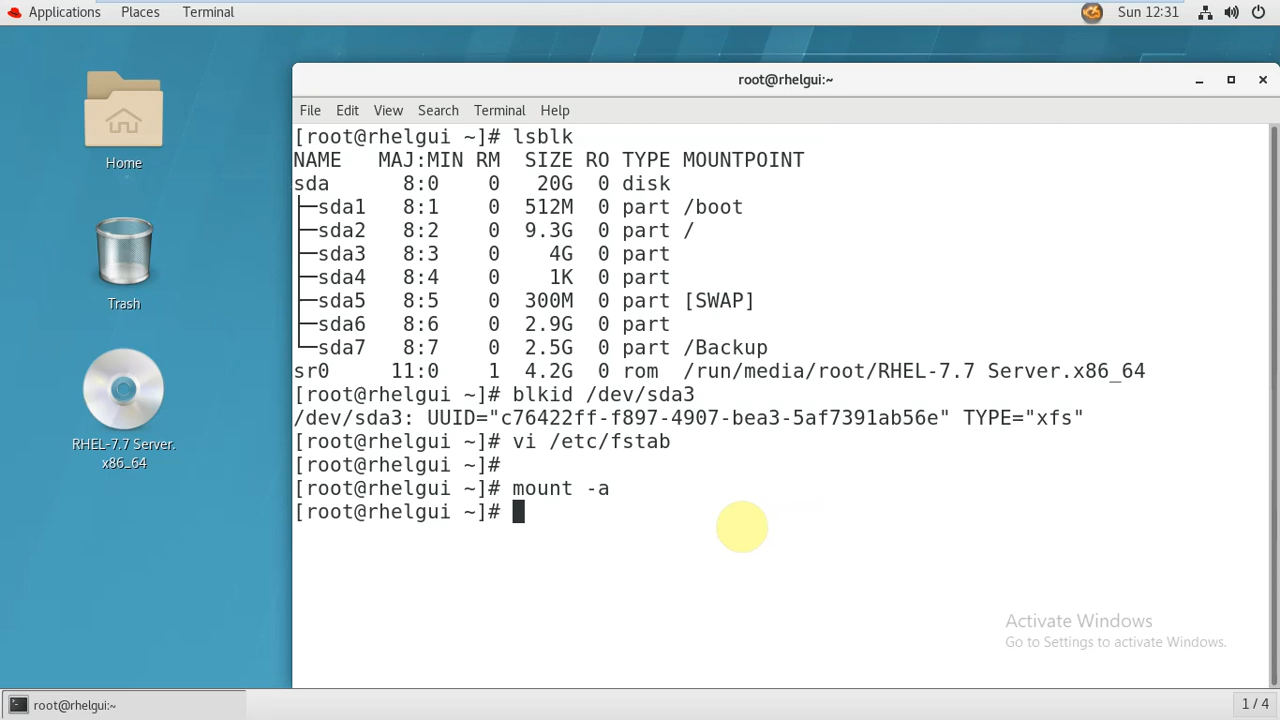 Applications Places Terminal Sun 12:31
Home
Trash
RHEL-7.7 Server.
x86_64
root@rhelgui:~
File Edit View Search Terminal Help
[root@rhelgui ~]# lsblk
NAME   MAJ:MIN RM  SIZE RO TYPE MOUNTPOINT
sda      8:0    0   20G  0 disk
├─sda1   8:1    0  512M  0 part /boot
├─sda2   8:2    0  9.3G  0 part /
├─sda3   8:3    0    4G  0 part
├─sda4   8:4    0    1K  0 part
├─sda5   8:5    0  300M  0 part [SWAP]
├─sda6   8:6    0  2.9G  0 part
└─sda7   8:7    0  2.5G  0 part /Backup
sr0     11:0    1  4.2G  0 rom  /run/media/root/RHEL-7.7 Server.x86_64
[root@rhelgui ~]# blkid /dev/sda3
/dev/sda3: UUID="c76422ff-f897-4907-bea3-5af7391ab56e" TYPE="xfs"
[root@rhelgui ~]# vi /etc/fstab
[root@rhelgui ~]#
[root@rhelgui ~]# mount -a
[root@rhelgui ~]#
Activate Windows
Go to Settings to activate Windows.
root@rhelgui:~
1 / 4